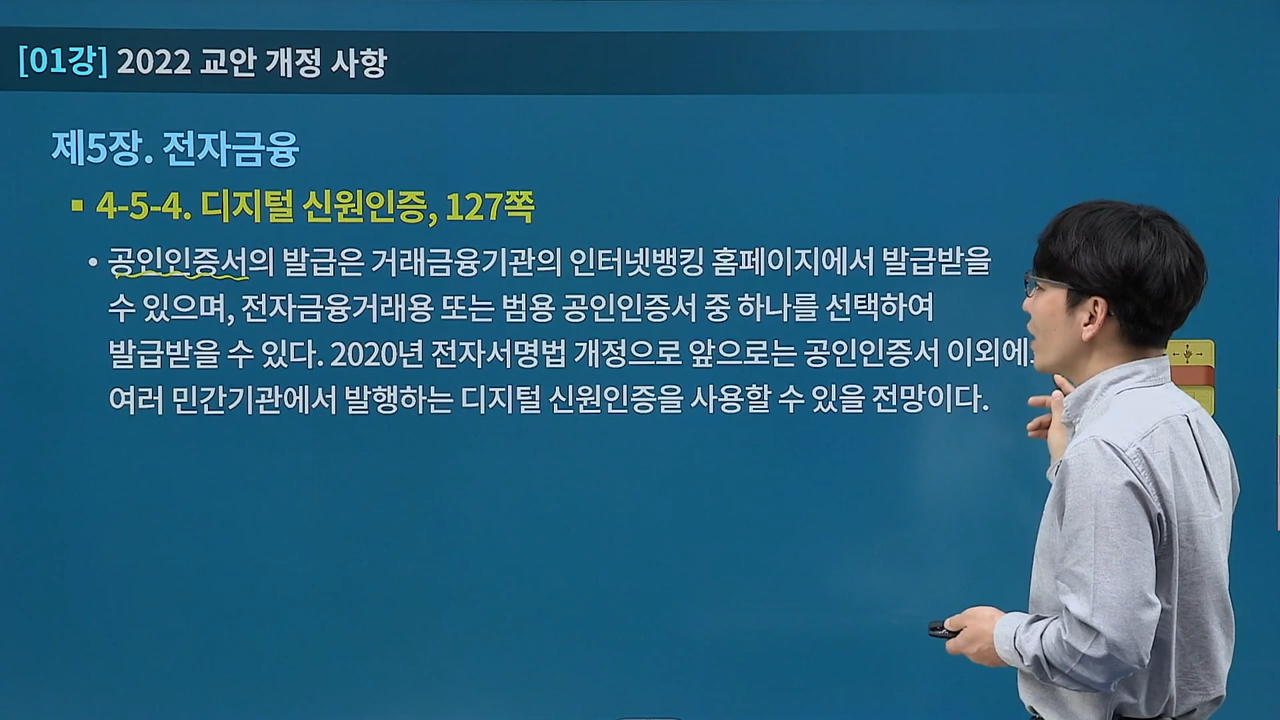 [01강] 2022 교안 개정 사항
제5장. 전자금융
▪ 4-5-4. 디지털 신원인증, 127쪽
• 공인인증서의 발급은 거래금융기관의 인터넷뱅킹 홈페이지에서 발급받을
수 있으며, 전자금융거래용 또는 범용 공인인증서 중 하나를 선택하여
발급받을 수 있다. 2020년 전자서명법 개정으로 앞으로는 공인인증서 이외에
여러 민간기관에서 발행하는 디지털 신원인증을 사용할 수 있을 전망이다.